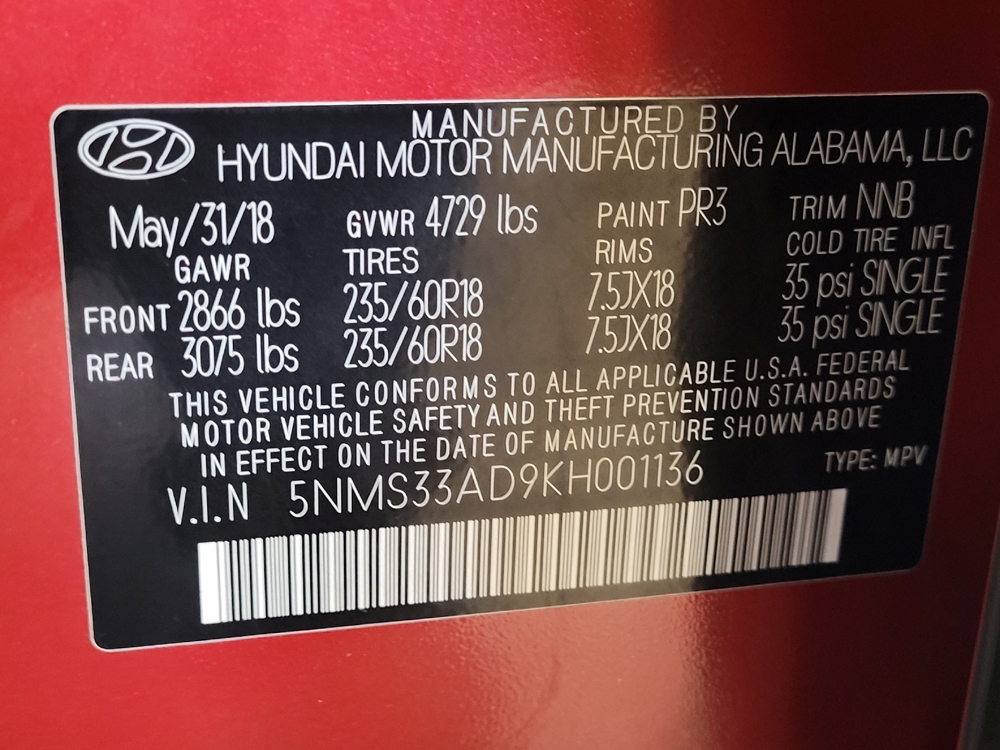 MANUFACTURED BY
HYUNDAI MOTOR MANUFACTURING ALABAMA, LLC
May/31/18 GVWR 4729 lbs PAINT PR3 TRIM NNB
GAWR TIRES RIMS COLD TIRE INFL
FRONT 2866 lbs 235/60R18 7.5JX18 35 psi SINGLE
REAR 3075 lbs 235/60R18 7.5JX18 35 psi SINGLE
THIS VEHICLE CONFORMS TO ALL APPLICABLE U.S.A. FEDERAL
MOTOR VEHICLE SAFETY AND THEFT PREVENTION STANDARDS
IN EFFECT ON THE DATE OF MANUFACTURE SHOWN ABOVE
V.I.N 5NMS33AD9KH001136 TYPE: MPV